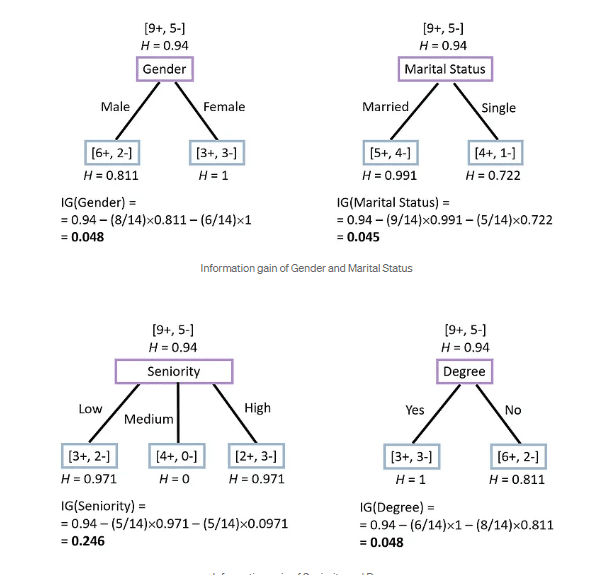 [9+, 5-]
H = 0.94
Gender
Male
Female
[6+, 2-]
[3+, 3-]
H = 0.811
H = 1
IG(Gender) =
= 0.94 – (8/14)×0.811 – (6/14)×1
= 0.048
[9+, 5-]
H = 0.94
Marital Status
Married
Single
[5+, 4-]
[4+, 1-]
H = 0.991
H = 0.722
IG(Marital Status) =
= 0.94 – (9/14)×0.991 – (5/14)×0.722
= 0.045
Information gain of Gender and Marital Status
[9+, 5-]
H = 0.94
Seniority
Low
Medium
High
[3+, 2-]
[4+, 0-]
[2+, 3-]
H = 0.971
H = 0
H = 0.971
IG(Seniority) =
= 0.94 – (5/14)×0.971 – (5/14)×0.0971
= 0.246
[9+, 5-]
H = 0.94
Degree
Yes
No
[3+, 3-]
[6+, 2-]
H = 1
H = 0.811
IG(Degree) =
= 0.94 – (6/14)×1 – (8/14)×0.811
= 0.048